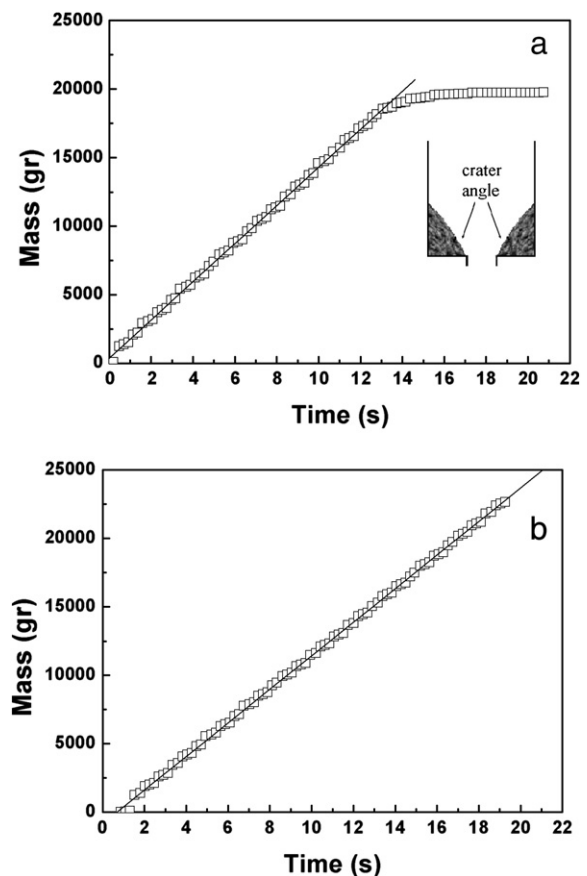 a
25000
20000
15000
10000
5000
0
Mass (gr)
crater
angle
0 2 4 6 8 10 12 14 16 18 20 22
Time (s)
b
25000
20000
15000
10000
5000
0
Mass (gr)
2 4 6 8 10 12 14 16 18 20 22
Time (s)